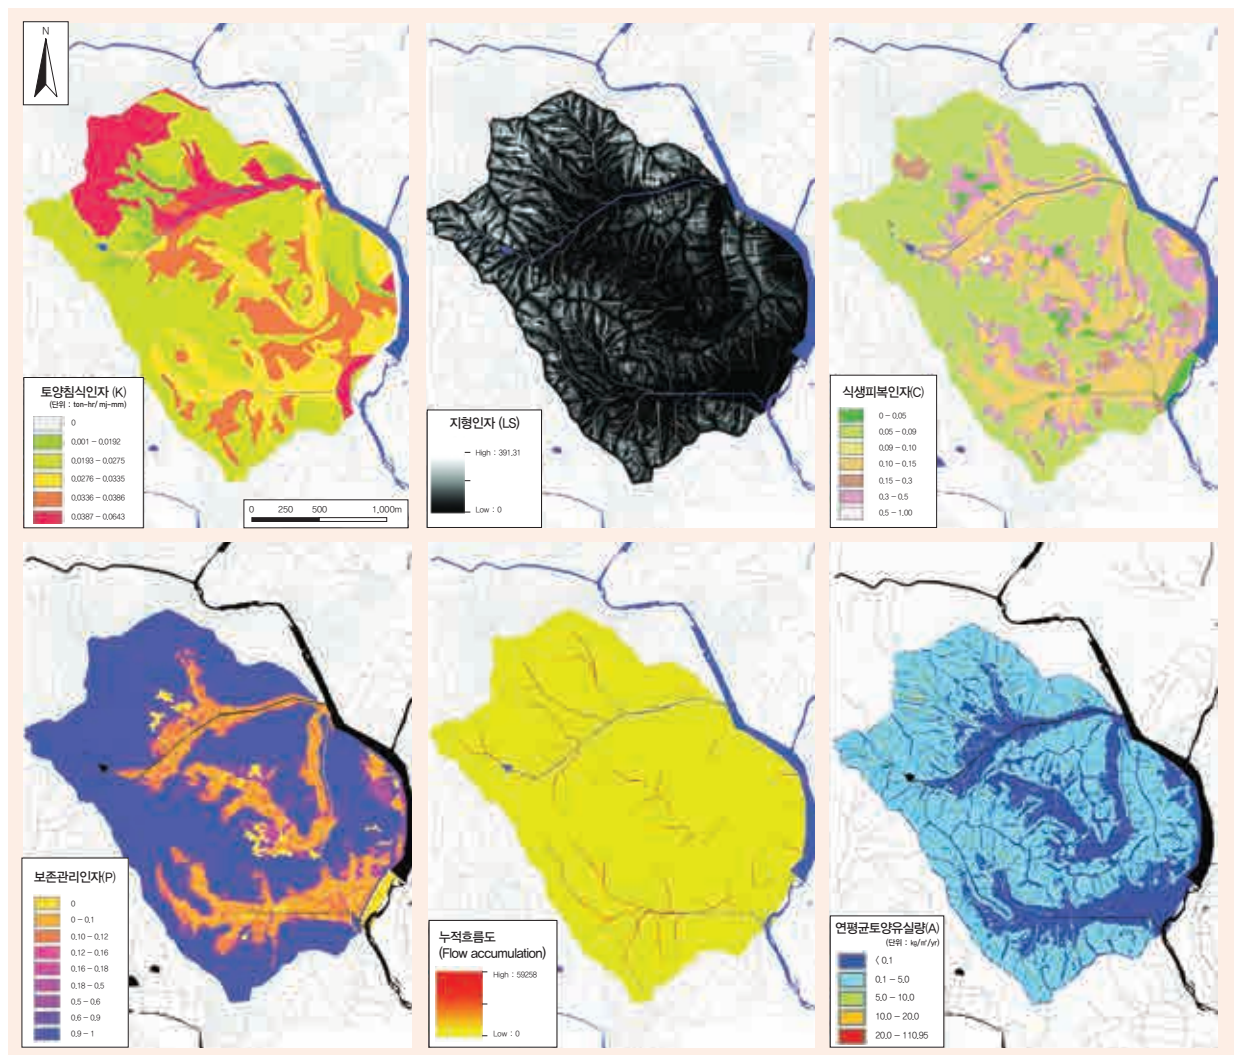 N
토양침식인자 (K)
(단위 : ton-hr/ mj-mm)
0
0.001 - 0.0192
0.0193 - 0.0275
0.0276 - 0.0335
0.0336 - 0.0386
0.0387 - 0.0643
0 250 500 1,000m
지형인자 (LS)
High : 391.31
Low : 0
식생피복인자(C)
0 - 0.05
0.05 - 0.09
0.09 - 0.10
0.10 - 0.15
0.15 - 0.3
0.3 - 0.5
0.5 - 1.00
보존관리인자(P)
0
0 - 0.1
0.10 - 0.12
0.12 - 0.16
0.16 - 0.18
0.18 - 0.5
0.5 - 0.6
0.6 - 0.9
0.9 - 1
누적흐름도
(Flow accumulation)
High : 59258
Low : 0
연평균토양유실량(A)
(단위 : kg/㎡/yr)
< 0.1
0.1 - 5.0
5.0 - 10.0
10.0 - 20.0
20.0 - 110.95